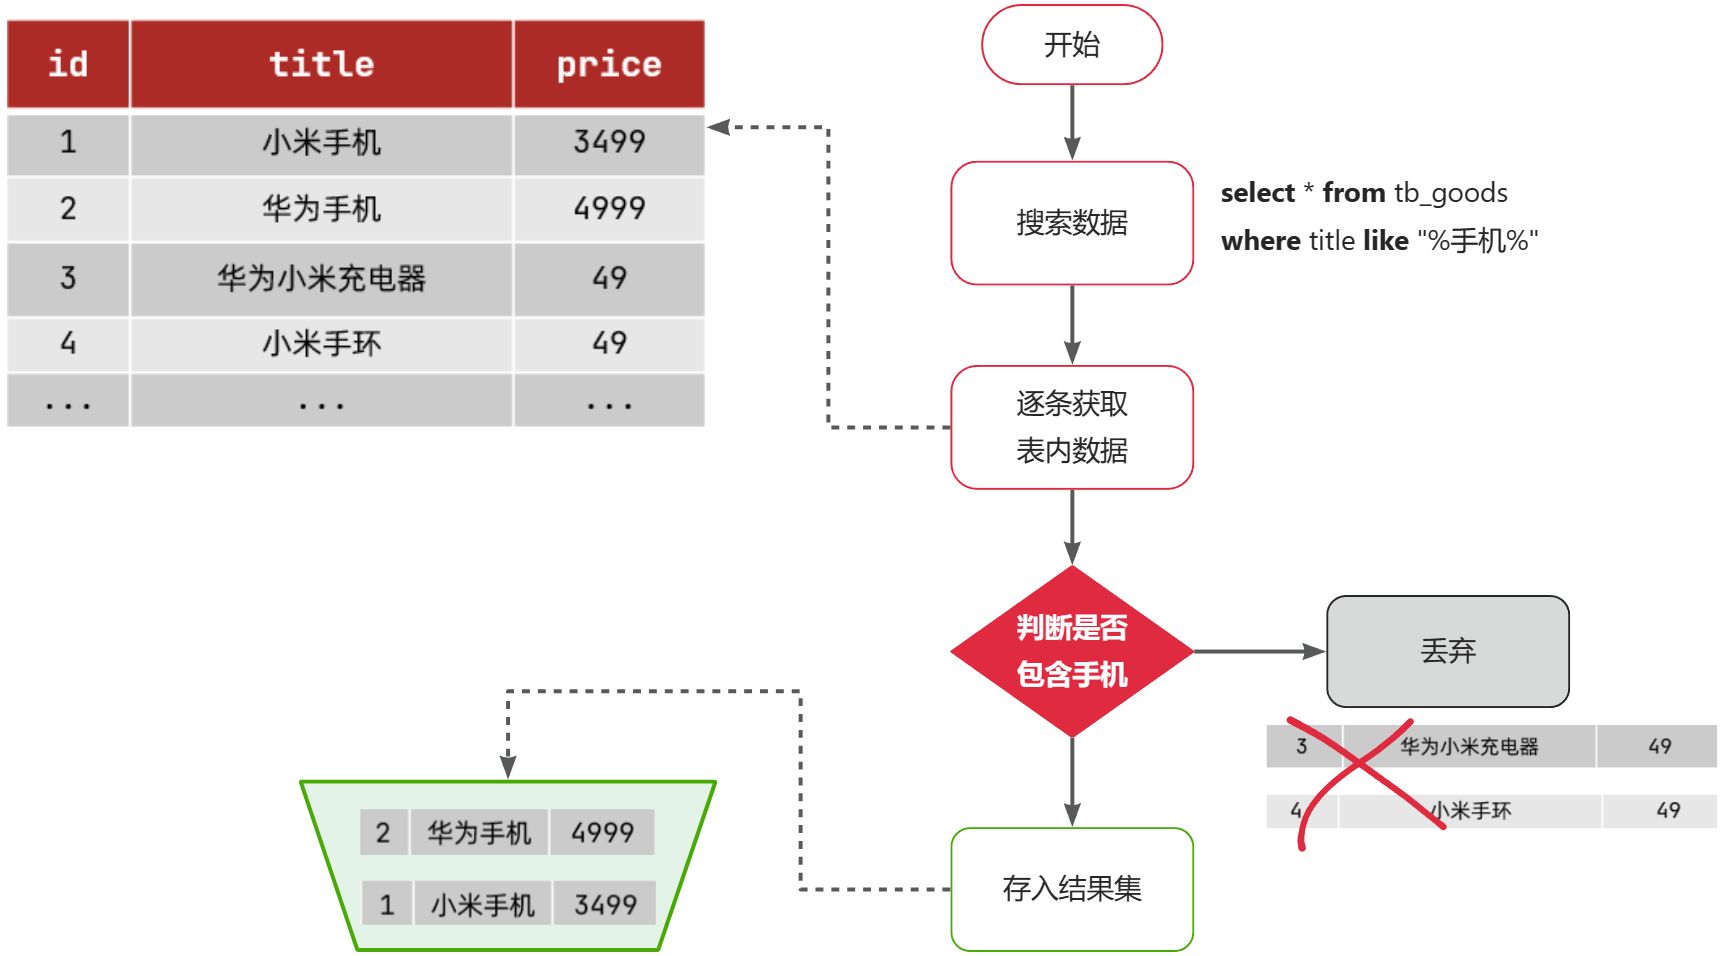 id title price
1 小米手机 3499
2 华为手机 4999
3 华为小米充电器 49
4 小米手环 49
... ... ...
开始
搜索数据
select * from tb_goods
where title like "%手机%"
逐条获取
表内数据
判断是否
包含手机
丢弃
3 华为小米充电器 49
4 小米手环 49
存入结果集
2 华为手机 4999
1 小米手机 3499